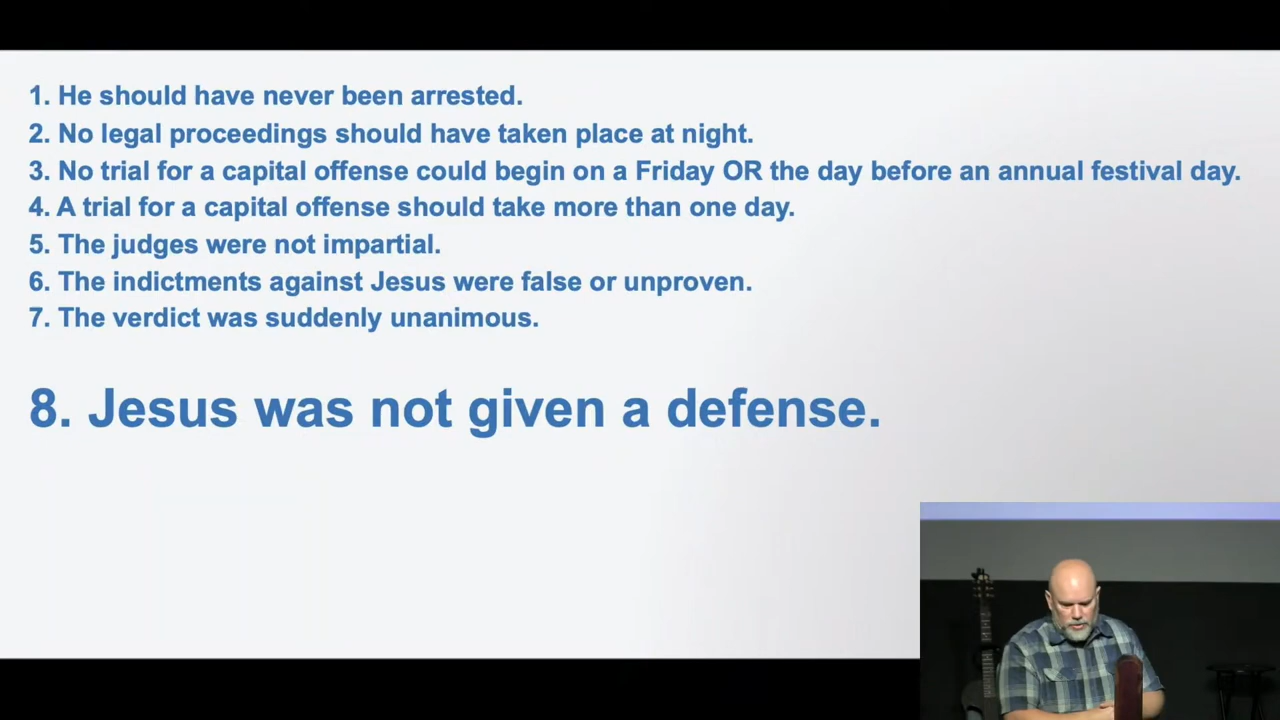 1. He should have never been arrested.
2. No legal proceedings should have taken place at night.
3. No trial for a capital offense could begin on a Friday OR the day before an annual festival day.
4. A trial for a capital offense should take more than one day.
5. The judges were not impartial.
6. The indictments against Jesus were false or unproven.
7. The verdict was suddenly unanimous.
8. Jesus was not given a defense.